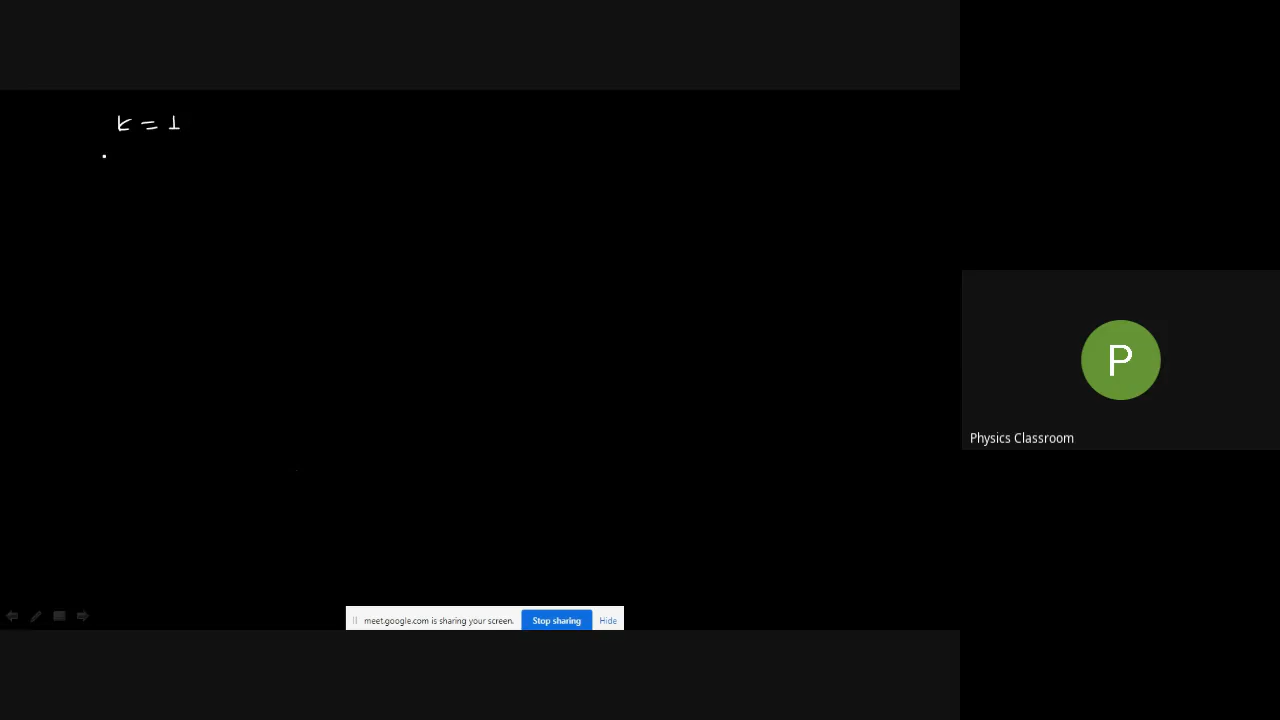 K = 1
P
Physics Classroom
meet.google.com is sharing your screen. Stop sharing Hide